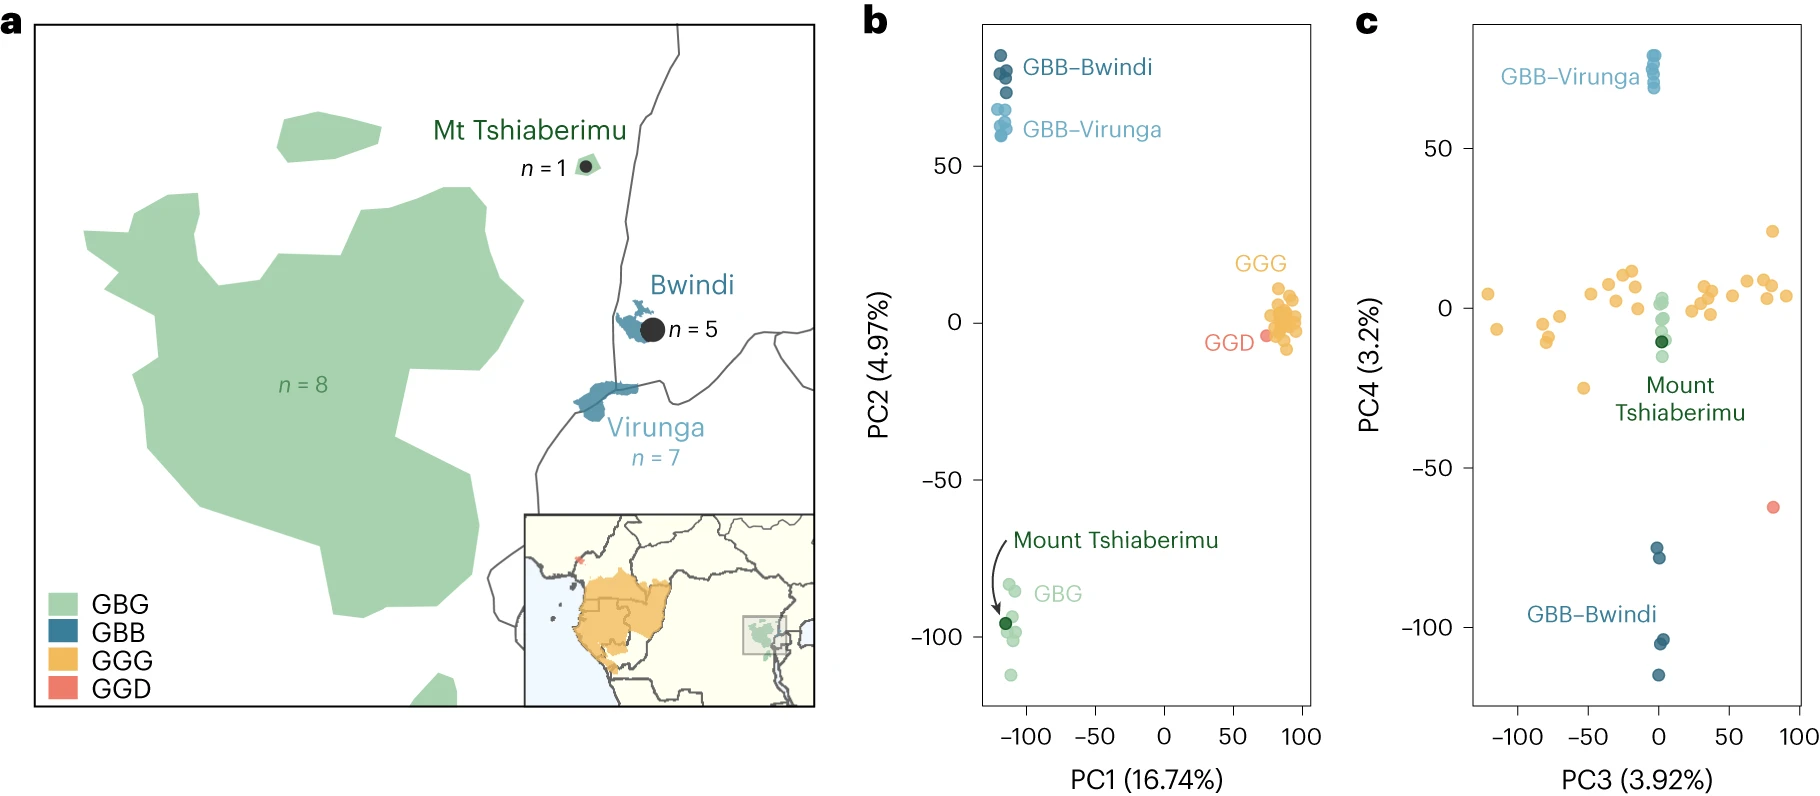 a
Mt Tshiaberimu
n = 1
Bwindi
n = 5
n = 8
Virunga
n = 7
GBG
GBB
GGG
GGD
b
GBB–Bwindi
GBB–Virunga
GGG
GGD
Mount Tshiaberimu
GBG
50
0
–50
–100
PC2 (4.97%)
–100 –50 0 50 100
PC1 (16.74%)
c
GBB–Virunga
Mount
Tshiaberimu
GBB–Bwindi
50
0
–50
–100
PC4 (3.2%)
–100 –50 0 50 100
PC3 (3.92%)